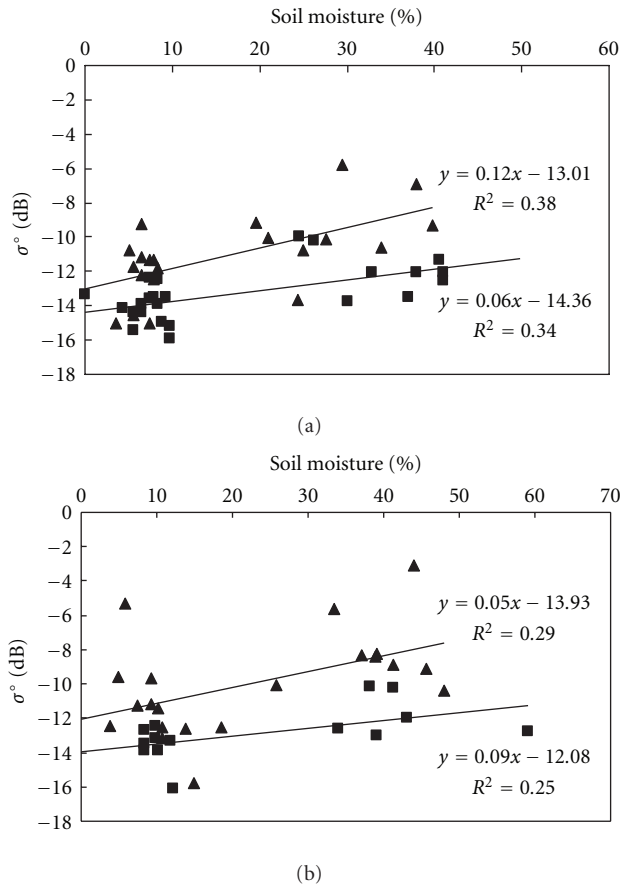 Soil moisture (%)
0 10 20 30 40 50 60
0
−2
−4
−6
−8
−10
−12
−14
−16
−18
σ° (dB)
y = 0.12x − 13.01
R² = 0.38
y = 0.06x − 14.36
R² = 0.34
(a)
Soil moisture (%)
0 10 20 30 40 50 60 70
0
−2
−4
−6
−8
−10
−12
−14
−16
−18
σ° (dB)
y = 0.05x − 13.93
R² = 0.29
y = 0.09x − 12.08
R² = 0.25
(b)